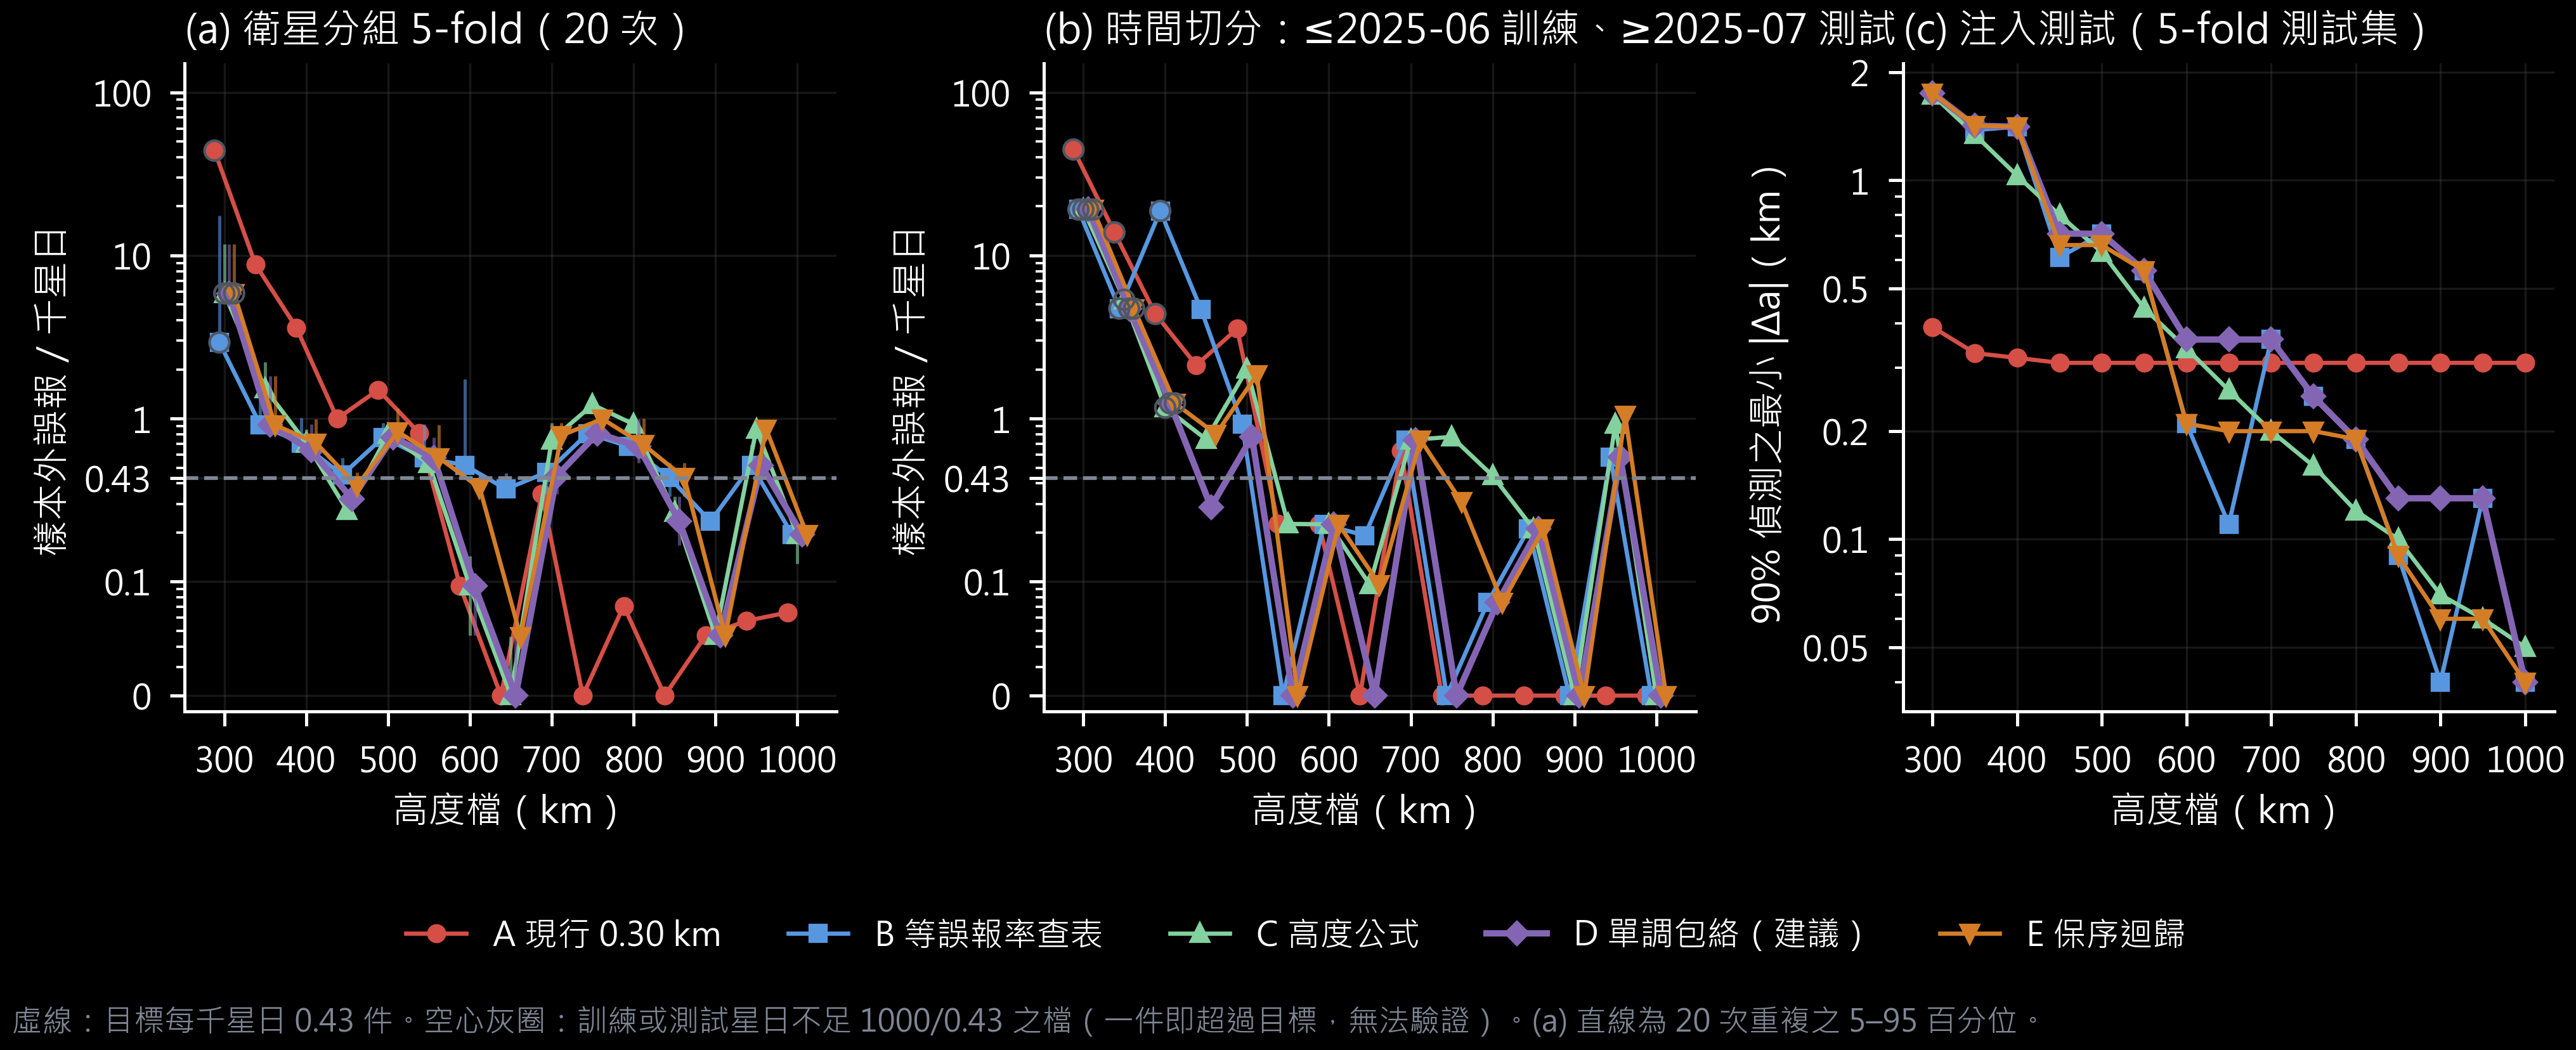 (a) 衛星分組 5-fold（20 次）
樣本外誤報 / 千星日
100
10
1
0.43
0.1
0
300 400 500 600 700 800 900 1000
高度檔（km）
(b) 時間切分：≤2025-06 訓練、≥2025-07 測試
樣本外誤報 / 千星日
100
10
1
0.43
0.1
0
300 400 500 600 700 800 900 1000
高度檔（km）
(c) 注入測試（5-fold 測試集）
90% 偵測之最小 |Δa|（km）
2
1
0.5
0.2
0.1
0.05
300 400 500 600 700 800 900 1000
高度檔（km）
A 現行 0.30 km
B 等誤報率查表
C 高度公式
D 單調包絡（建議）
E 保序迴歸
虛線：目標每千星日 0.43 件。空心灰圈：訓練或測試星日不足 1000/0.43 之檔（一件即超過目標，無法驗證）。(a) 直線為 20 次重複之 5–95 百分位。